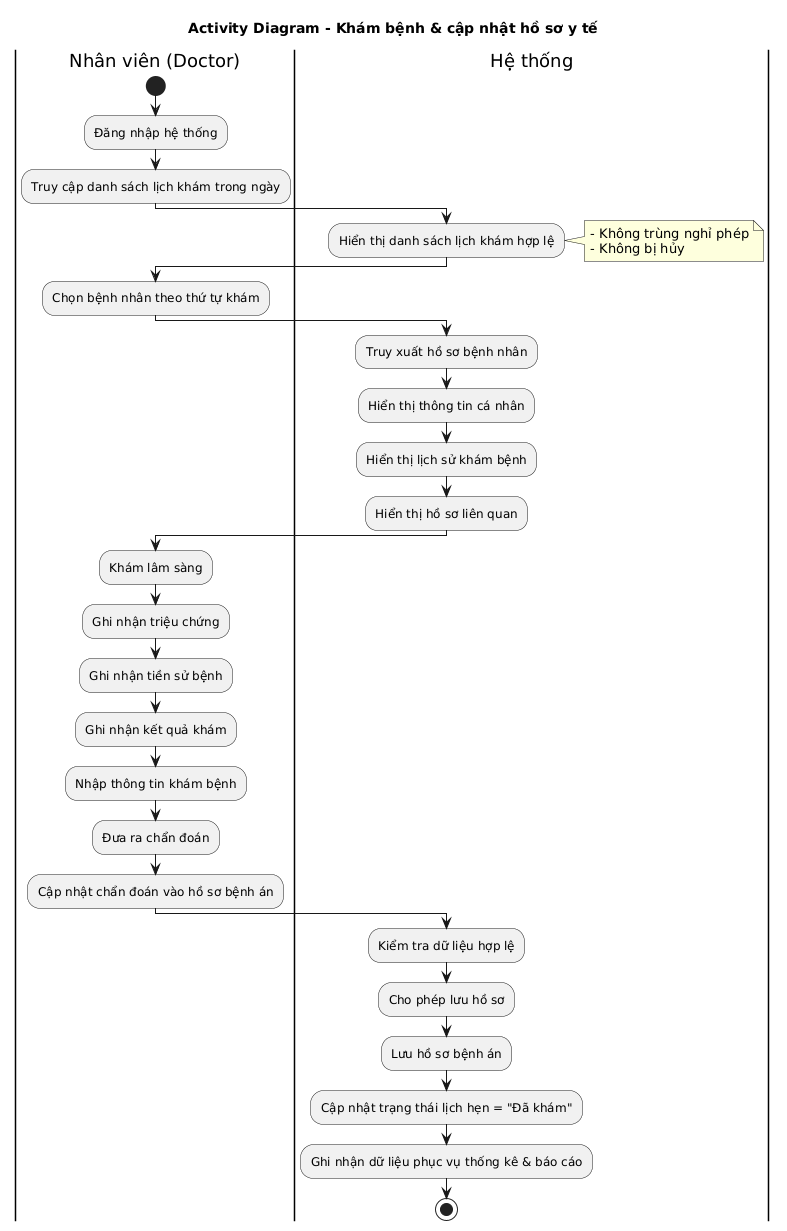 Activity Diagram - Khám bệnh & cập nhật hồ sơ y tế
Nhân viên (Doctor)
Hệ thống
Đăng nhập hệ thống
Truy cập danh sách lịch khám trong ngày
Hiển thị danh sách lịch khám hợp lệ
- Không trùng nghỉ phép
- Không bị hủy
Chọn bệnh nhân theo thứ tự khám
Truy xuất hồ sơ bệnh nhân
Hiển thị thông tin cá nhân
Hiển thị lịch sử khám bệnh
Hiển thị hồ sơ liên quan
Khám lâm sàng
Ghi nhận triệu chứng
Ghi nhận tiền sử bệnh
Ghi nhận kết quả khám
Nhập thông tin khám bệnh
Đưa ra chẩn đoán
Cập nhật chẩn đoán vào hồ sơ bệnh án
Kiểm tra dữ liệu hợp lệ
Cho phép lưu hồ sơ
Lưu hồ sơ bệnh án
Cập nhật trạng thái lịch hẹn = "Đã khám"
Ghi nhận dữ liệu phục vụ thống kê & báo cáo